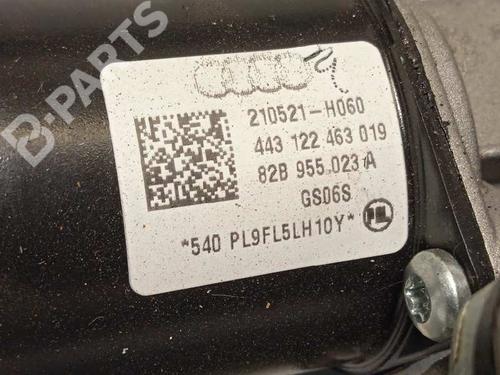 B-PARTS
210521-H060
443 122 463 019
82B 955 023 A
GS06S
*540 PL9FL5LH10Y*